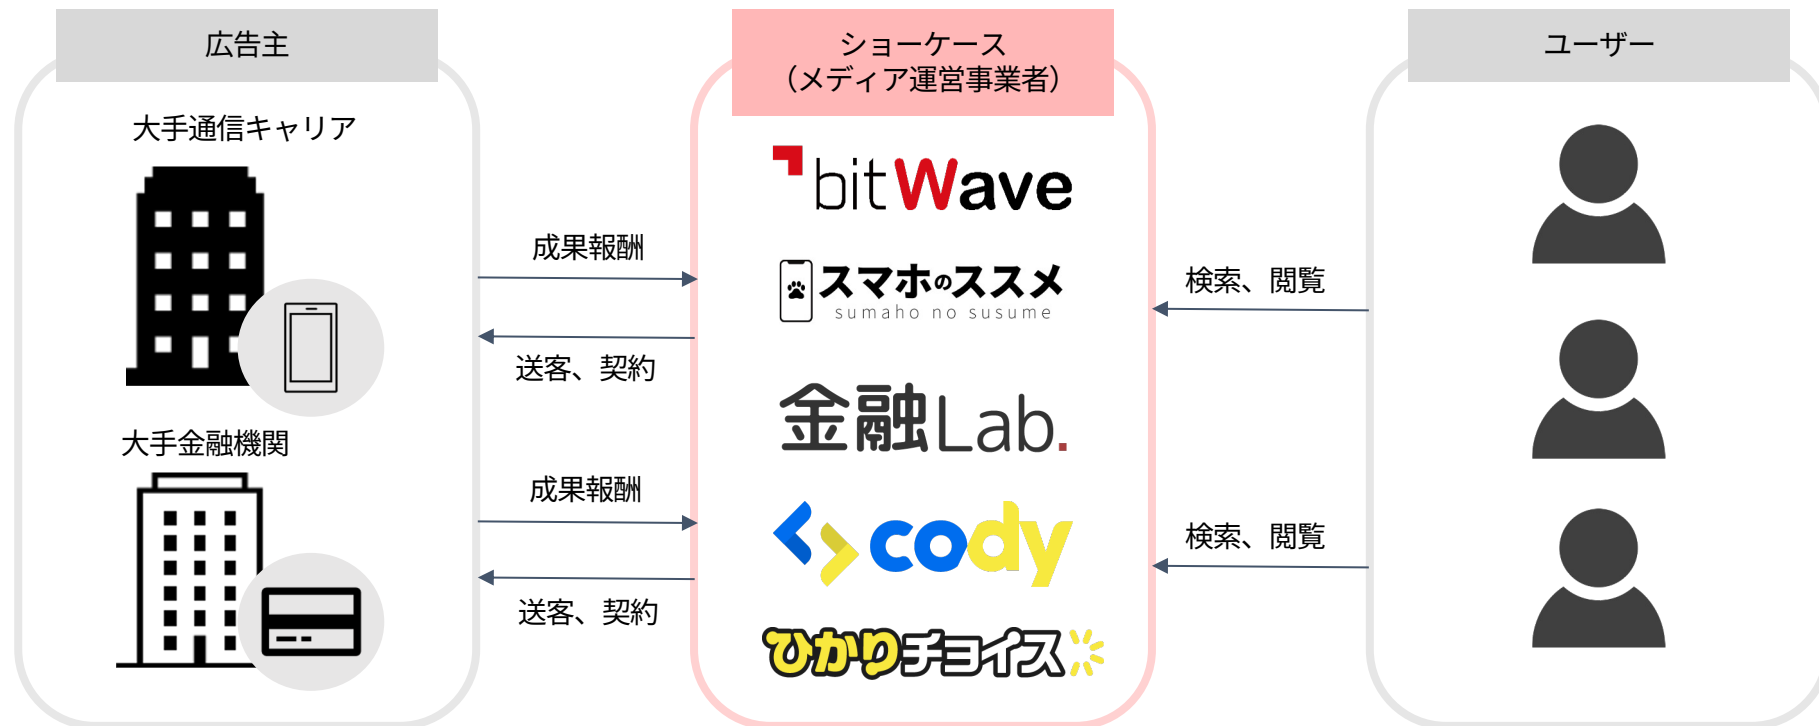 広告主
大手通信キャリア
大手金融機関
成果報酬
送客、契約
成果報酬
送客、契約
ショーケース
（メディア運営事業者）
bitWave
スマホのススメ
sumaho no susume
金融Lab.
cody
ひかりチョイス
検索、閲覧
検索、閲覧
ユーザー